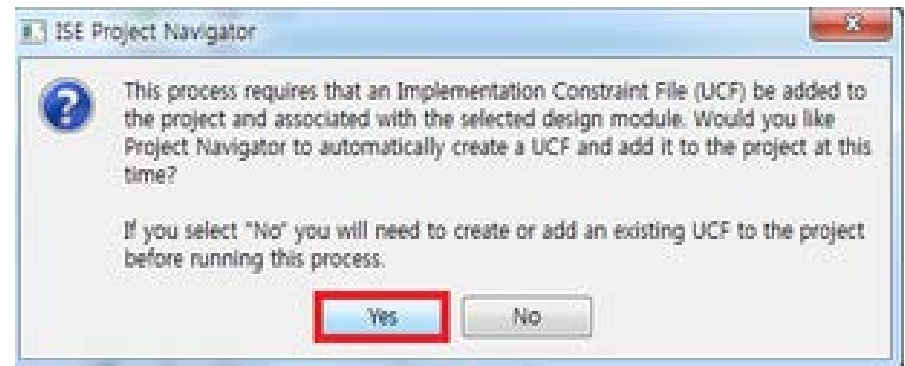 ISE Project Navigator
This process requires that an Implementation Constraint File (UCF) be added to
the project and associated with the selected design module. Would you like
Project Navigator to automatically create a UCF and add it to the project at this
time?
If you select "No" you will need to create or add an existing UCF to the project
before running this process.
Yes
No